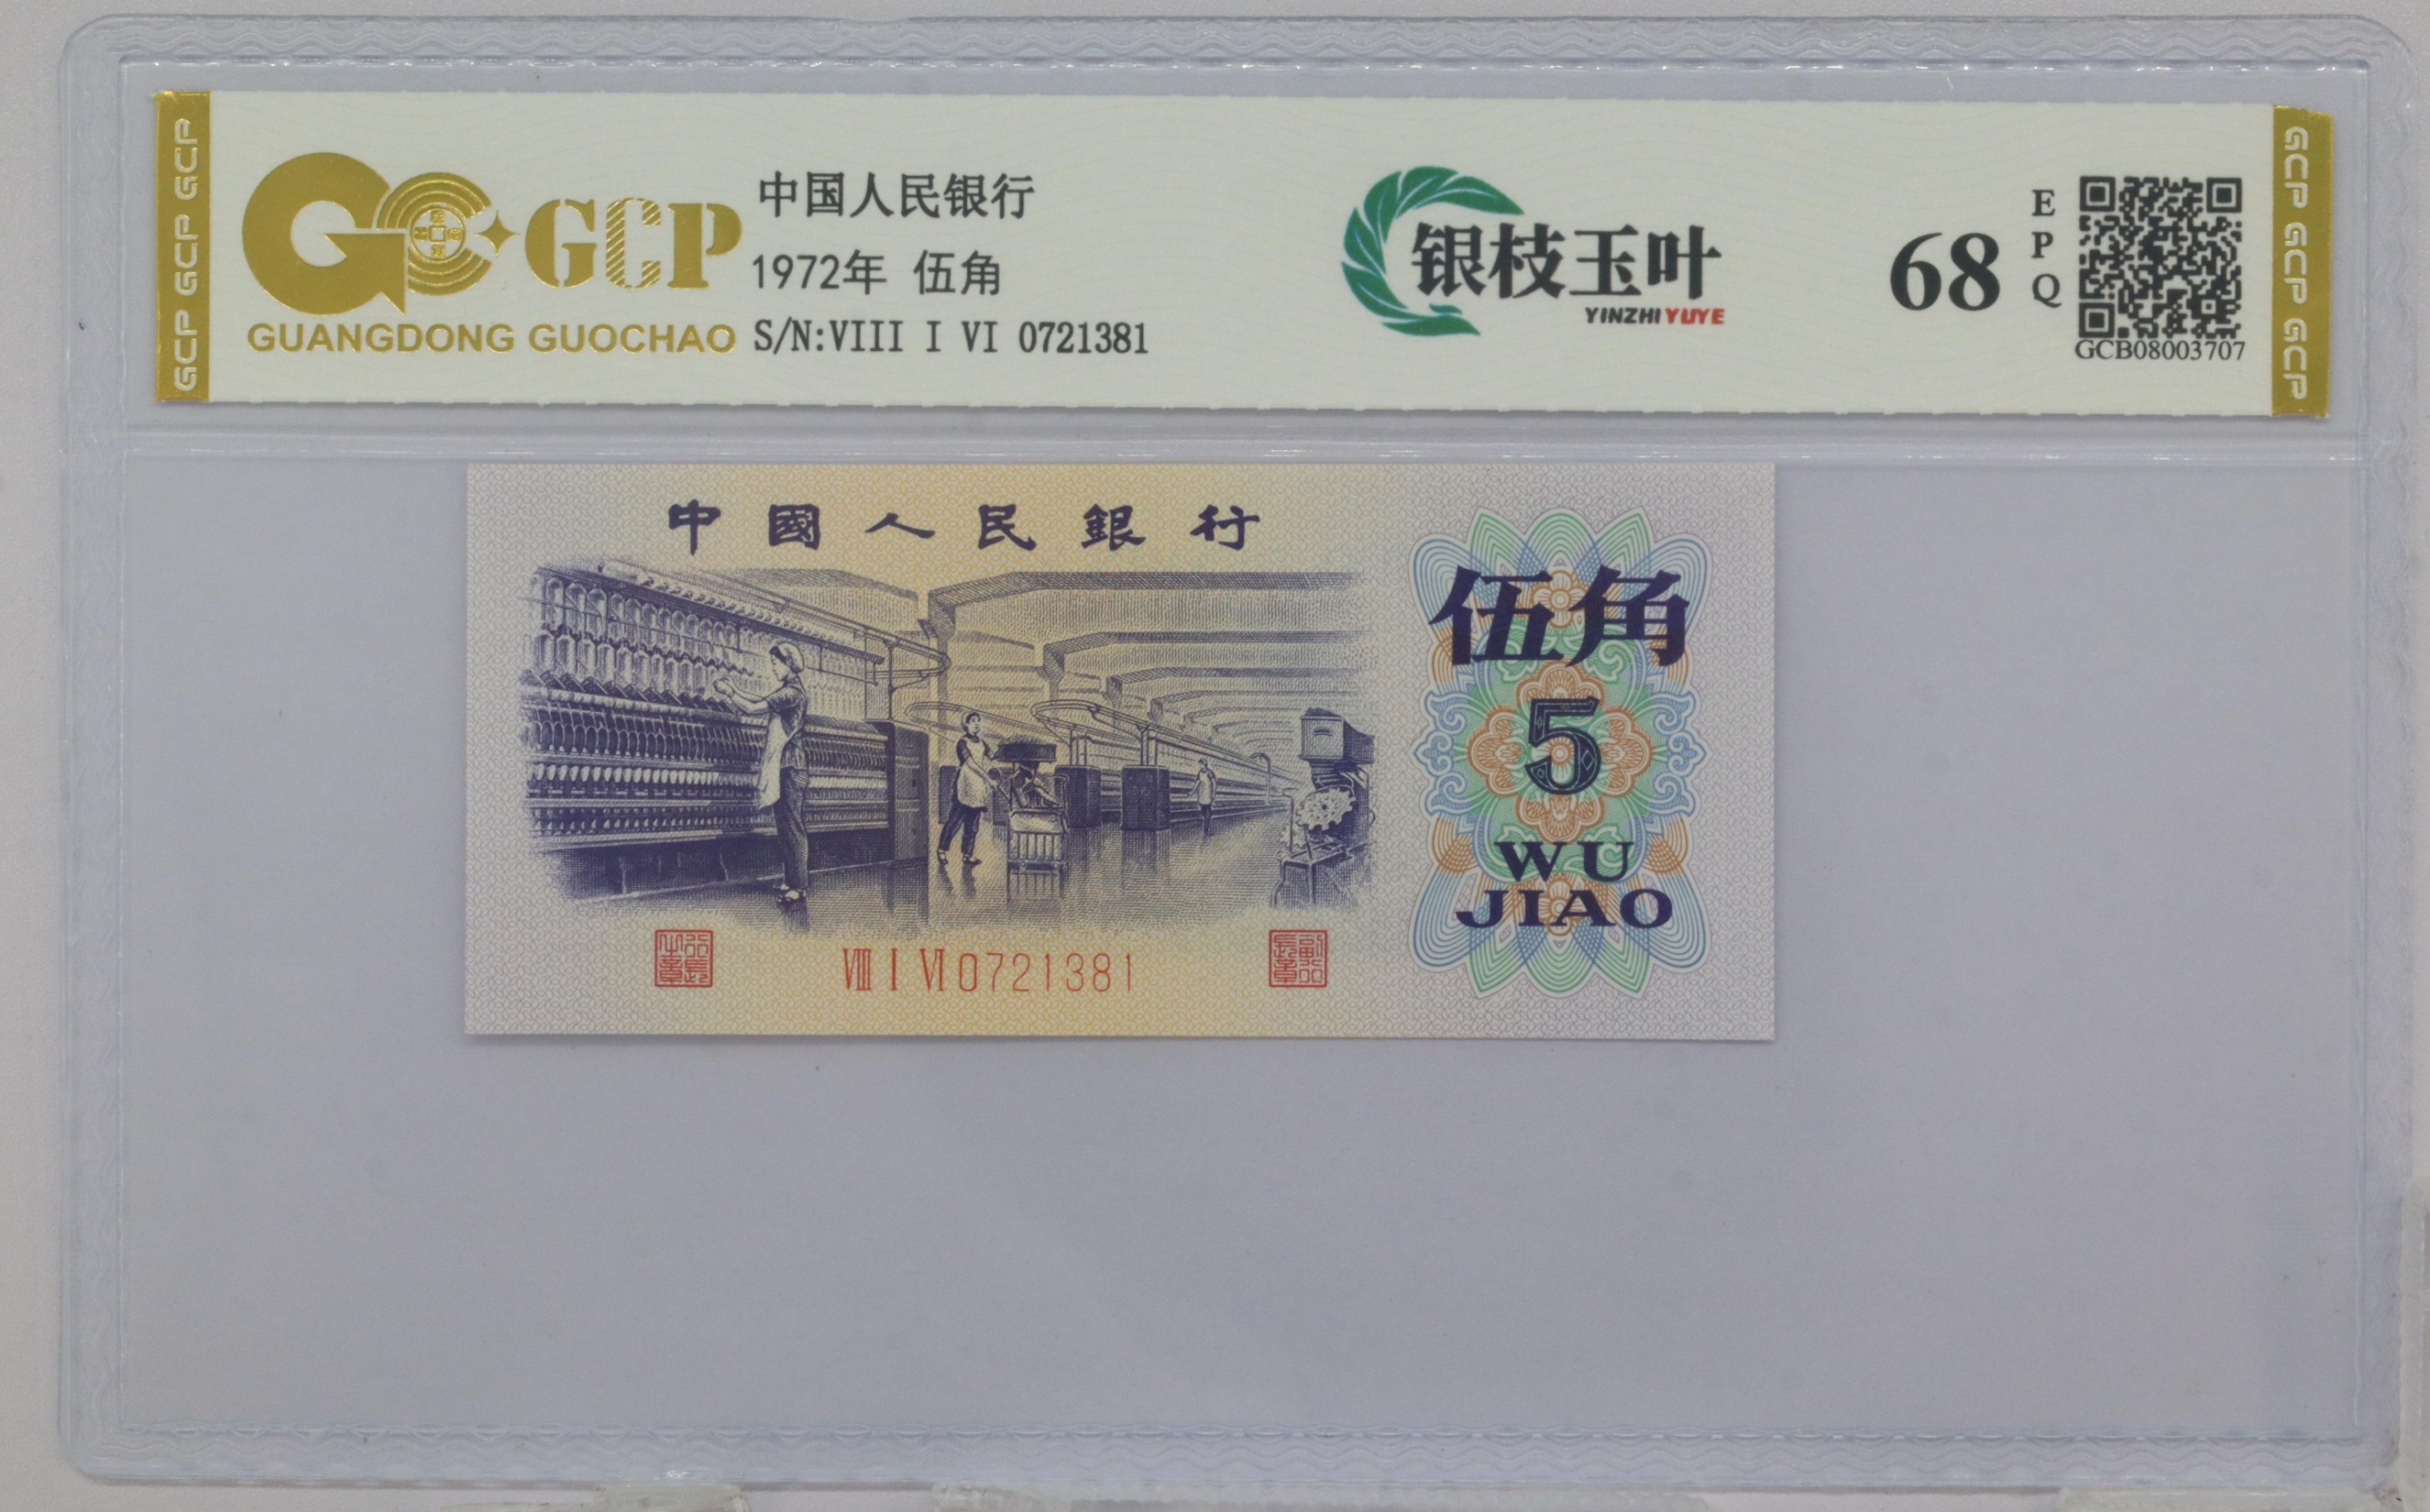 GCP GCP GCP
GCP
GUANGDONG GUOCHAO
中国人民银行
1972年 伍角
S/N:VIII I VI 0721381
银枝玉叶
YINZHI YUYE
68
EPQ
GCB08003707
GCP GCP GCP
中國人民銀行
伍角
5
WU
JIAO
VIII I VI 0721381